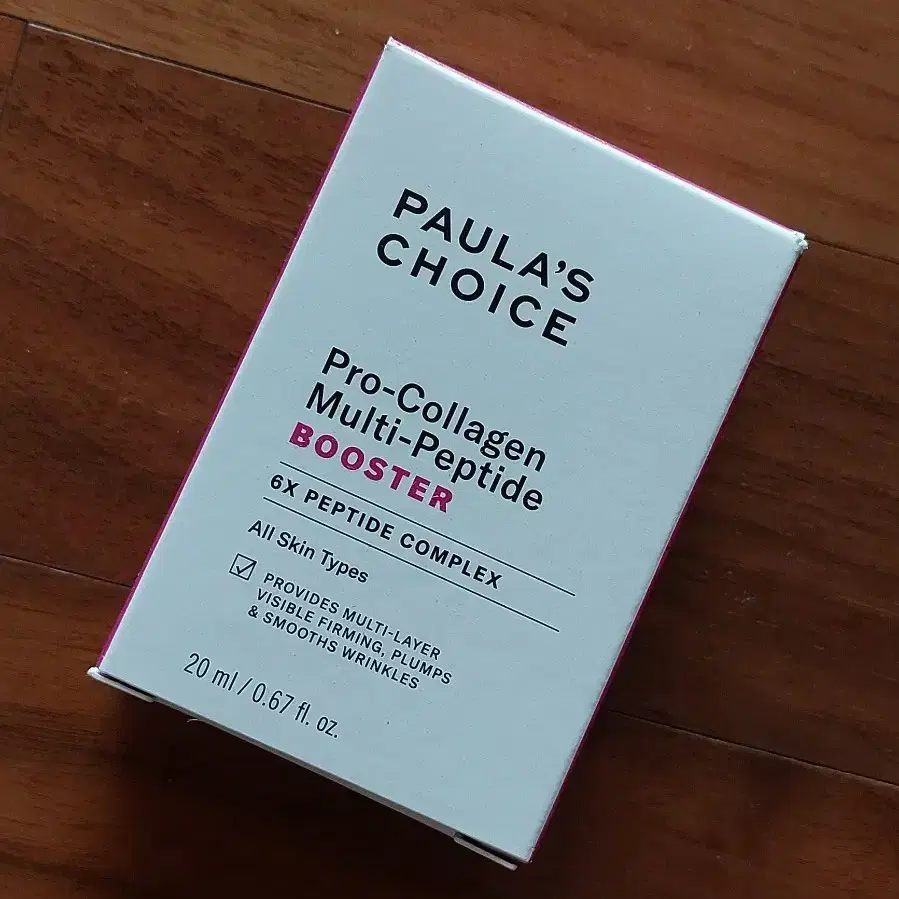 PAULA'S
CHOICE
Pro-Collagen
Multi-Peptide
BOOSTER
6X PEPTIDE COMPLEX
All Skin Types
PROVIDES MULTI-LAYER
VISIBLE FIRMING, PLUMPS
& SMOOTHS WRINKLES
20 ml / 0.67 fl. oz.